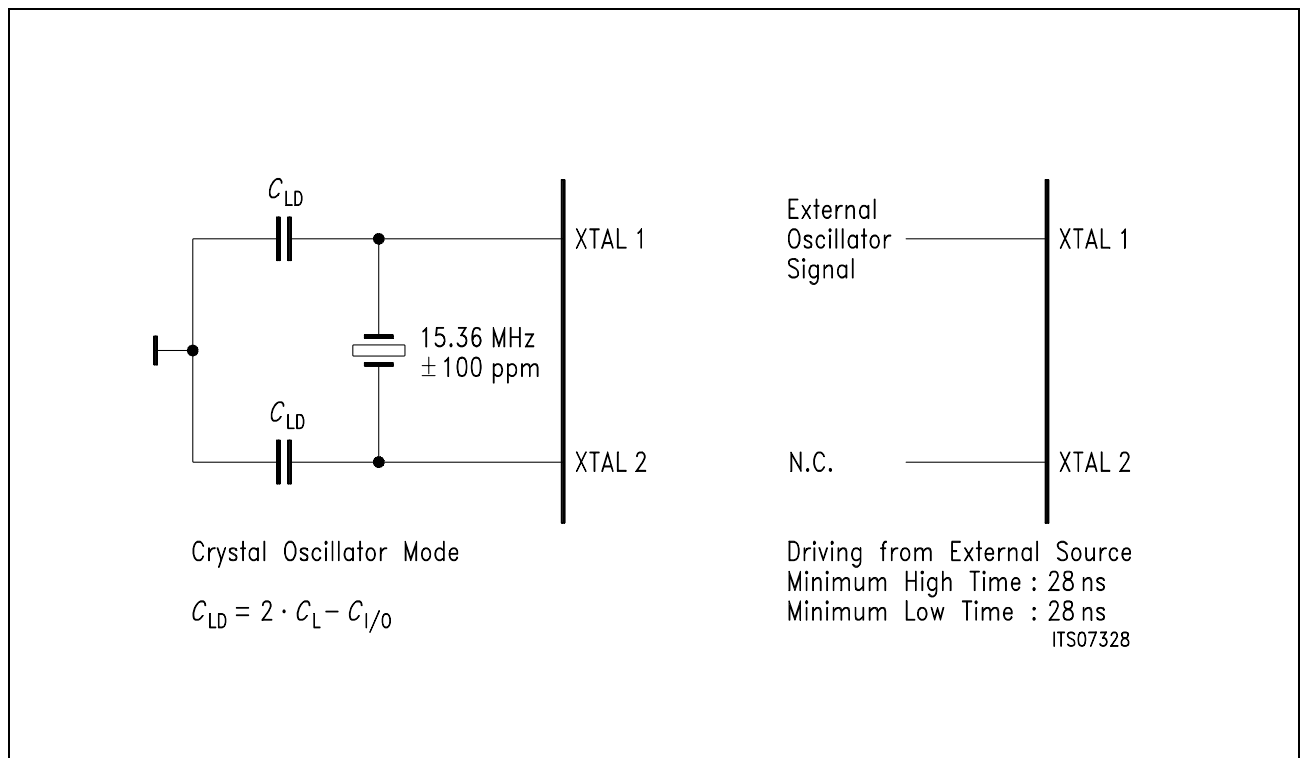 C_LD
XTAL 1
15.36 MHz
±100 ppm
C_LD
XTAL 2
Crystal Oscillator Mode
C_LD = 2 · C_L – C_I/O
External
Oscillator
Signal
XTAL 1
N.C.
XTAL 2
Driving from External Source
Minimum High Time : 28 ns
Minimum Low Time : 28 ns
ITS07328